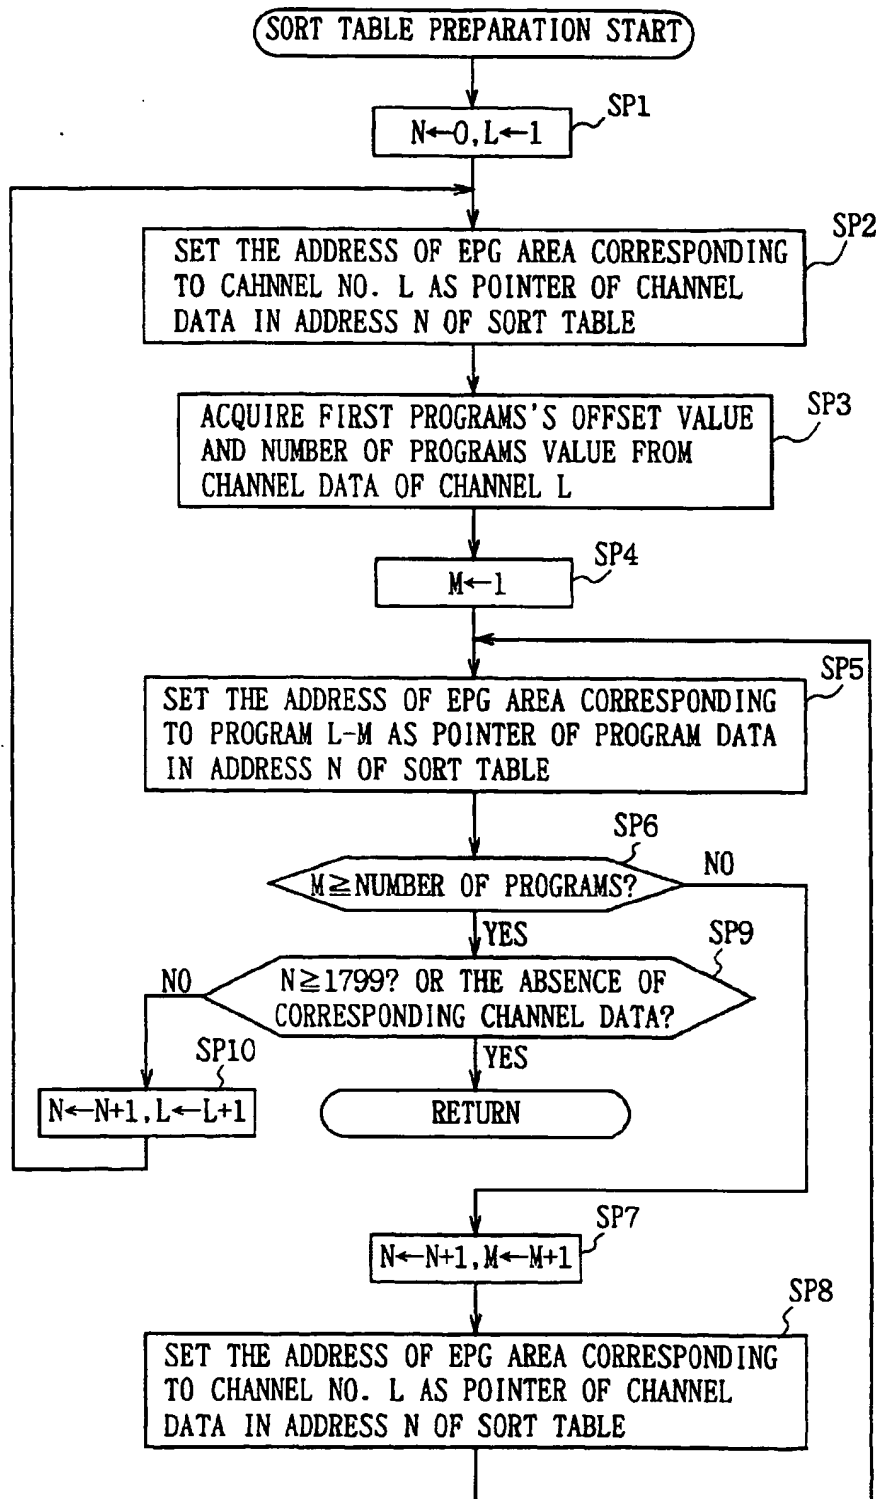 SORT TABLE PREPARATION START
SP1
N←0,L←1
SP2
SET THE ADDRESS OF EPG AREA CORRESPONDING
TO CAHNNEL NO. L AS POINTER OF CHANNEL
DATA IN ADDRESS N OF SORT TABLE
SP3
ACQUIRE FIRST PROGRAMS'S OFFSET VALUE
AND NUMBER OF PROGRAMS VALUE FROM
CHANNEL DATA OF CHANNEL L
SP4
M←1
SP5
SET THE ADDRESS OF EPG AREA CORRESPONDING
TO PROGRAM L-M AS POINTER OF PROGRAM DATA
IN ADDRESS N OF SORT TABLE
SP6
M≧NUMBER OF PROGRAMS?
NO
YES
SP9
N≧1799? OR THE ABSENCE OF
CORRESPONDING CHANNEL DATA?
NO
YES
SP10
N←N+1,L←L+1
RETURN
SP7
N←N+1,M←M+1
SP8
SET THE ADDRESS OF EPG AREA CORRESPONDING
TO CHANNEL NO. L AS POINTER OF CHANNEL
DATA IN ADDRESS N OF SORT TABLE